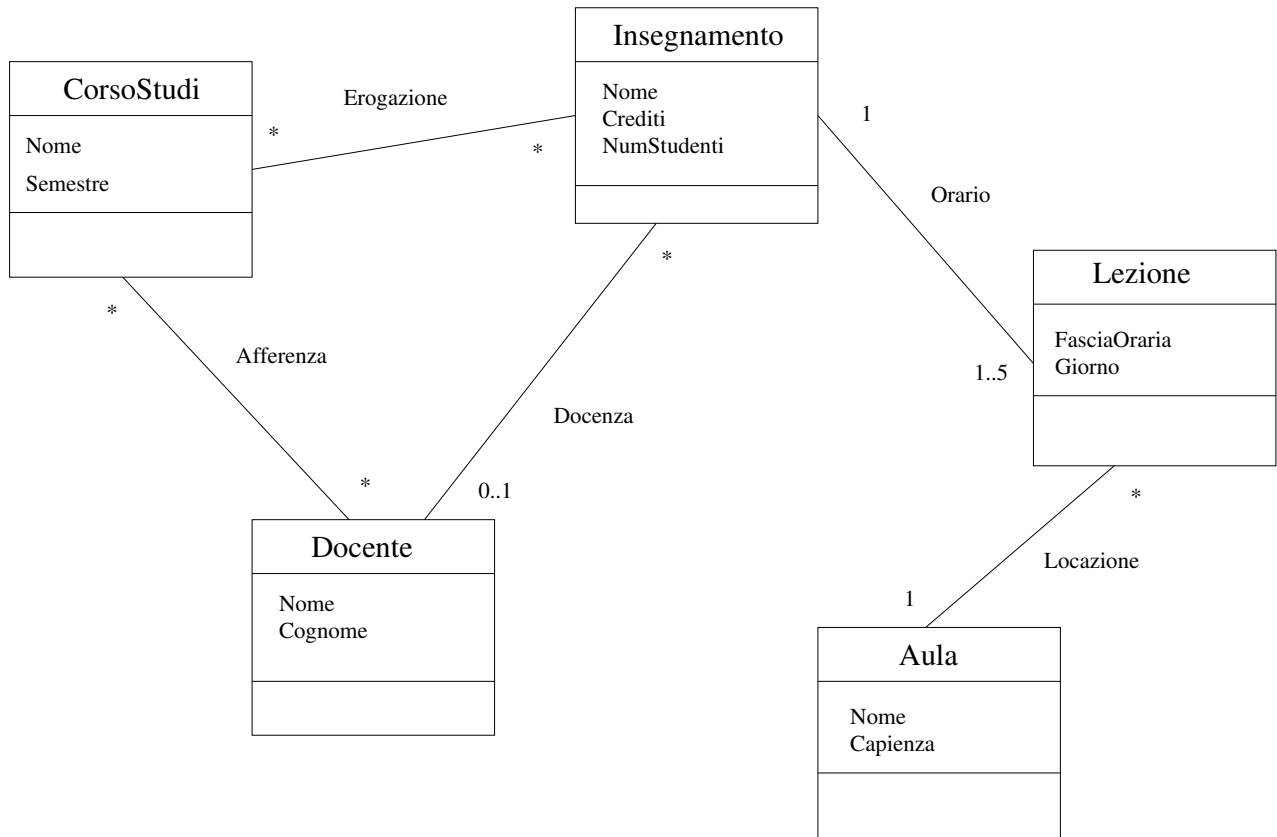 Insegnamento
Nome
Crediti
NumStudenti
CorsoStudi
Nome
Semestre
Erogazione
*
*
1
Orario
1..5
Lezione
FasciaOraria
Giorno
*
Afferenza
*
*
Docenza
0..1
Docente
Nome
Cognome
*
Locazione
1
Aula
Nome
Capienza